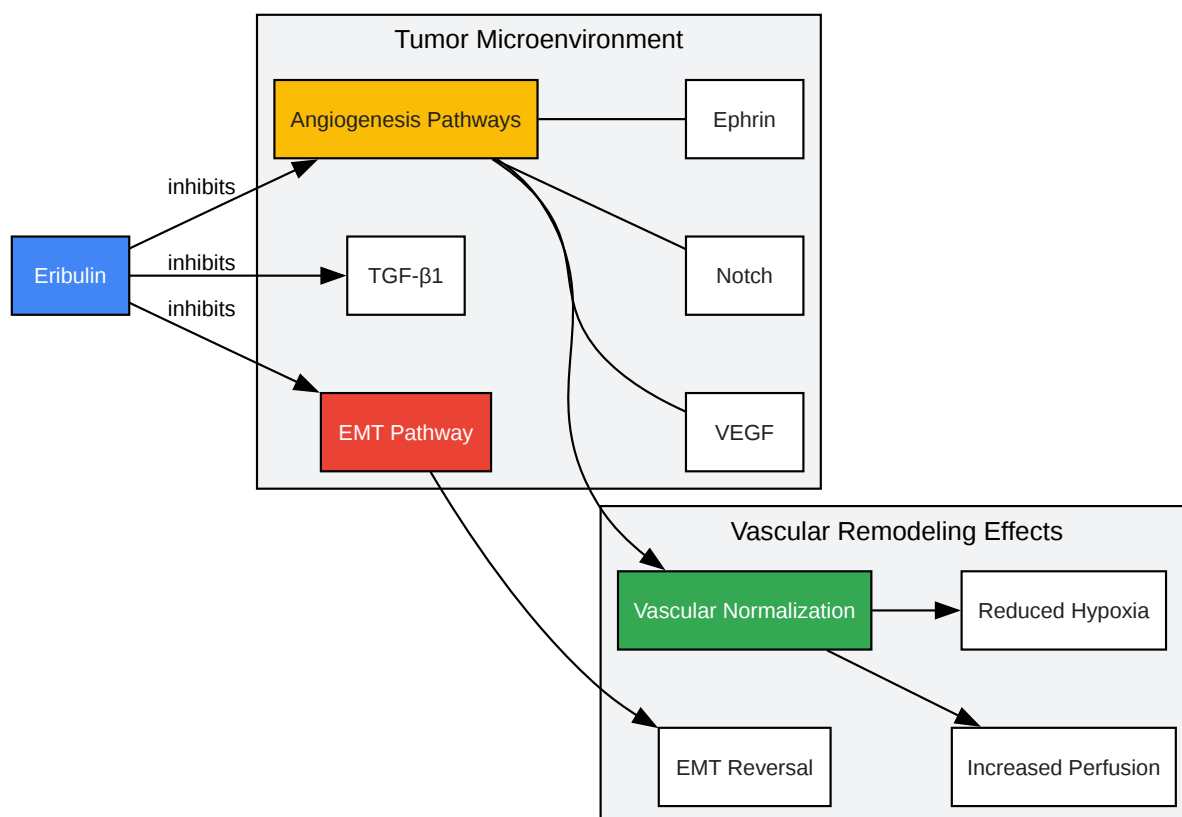 Tumor Microenvironment
Angiogenesis Pathways
Ephrin
inhibits
Eribulin
inhibits
TGF-β1
Notch
inhibits
EMT Pathway
VEGF
Vascular Remodeling Effects
Vascular Normalization
Reduced Hypoxia
EMT Reversal
Increased Perfusion